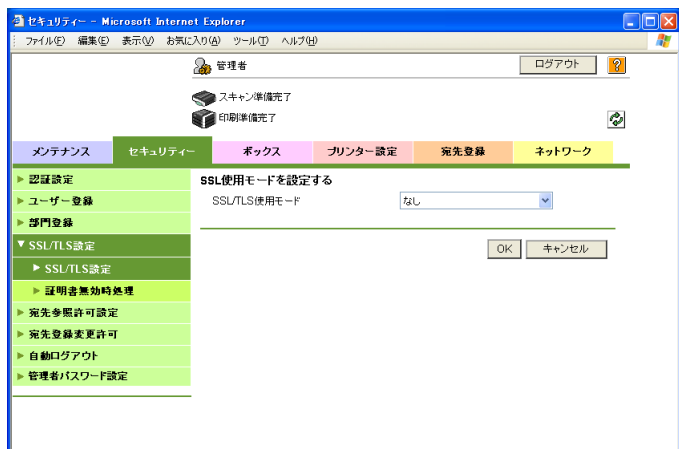 セキュリティー - Microsoft Internet Explorer
ファイル(F) 編集(E) 表示(V) お気に入り(A) ツール(T) ヘルプ(H)
管理者 ログアウト ?
スキャン準備完了
印刷準備完了
メンテナンス セキュリティー ボックス プリンター設定 宛先登録 ネットワーク
認証設定
ユーザー登録
部門登録
SSL/TLS設定
SSL/TLS設定
証明書無効時処理
宛先参照許可設定
宛先登録変更許可
自動ログアウト
管理者パスワード設定
SSL使用モードを設定する
SSL/TLS使用モード なし
OK キャンセル